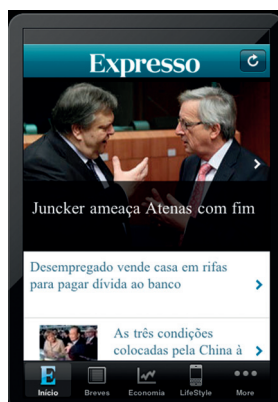 Expresso
Juncker ameaça Atenas com fim
Desempregado vende casa em rifas
para pagar dívida ao banco
As três condições
colocadas pela China à
E
Início
Breves
Economia
LifeStyle
More